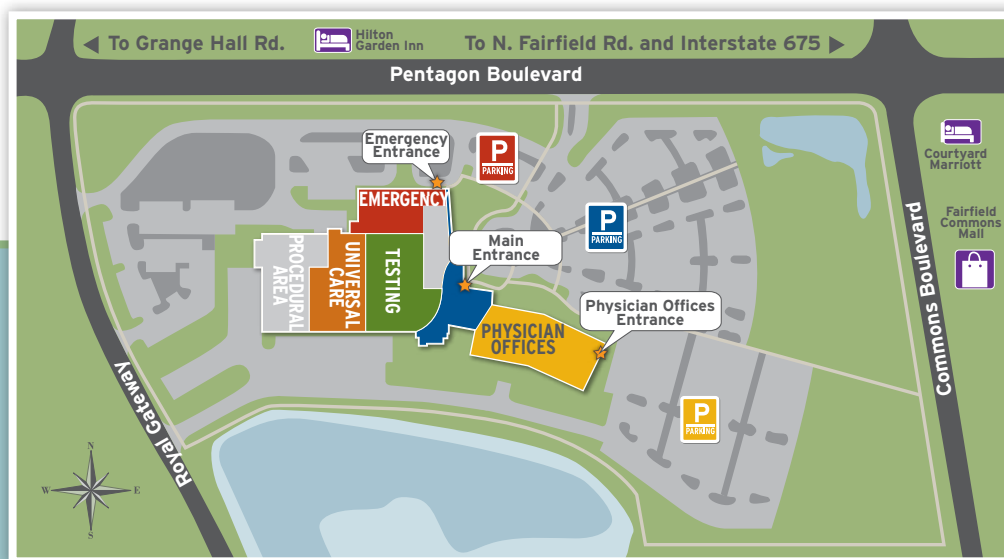 To Grange Hall Rd.
Hilton
Garden Inn
To N. Fairfield Rd. and Interstate 675
Pentagon Boulevard
Emergency
Entrance
P
PARKING
Courtyard
Marriott
EMERGENCY
P
PARKING
Fairfield
Commons
Mall
Main
Entrance
PROCEDURAL
AREA
UNIVERSAL
CARE
TESTING
Physician Offices
Entrance
PHYSICIAN
OFFICES
Commons Boulevard
Royal Gateway
P
PARKING
N
W
E
S